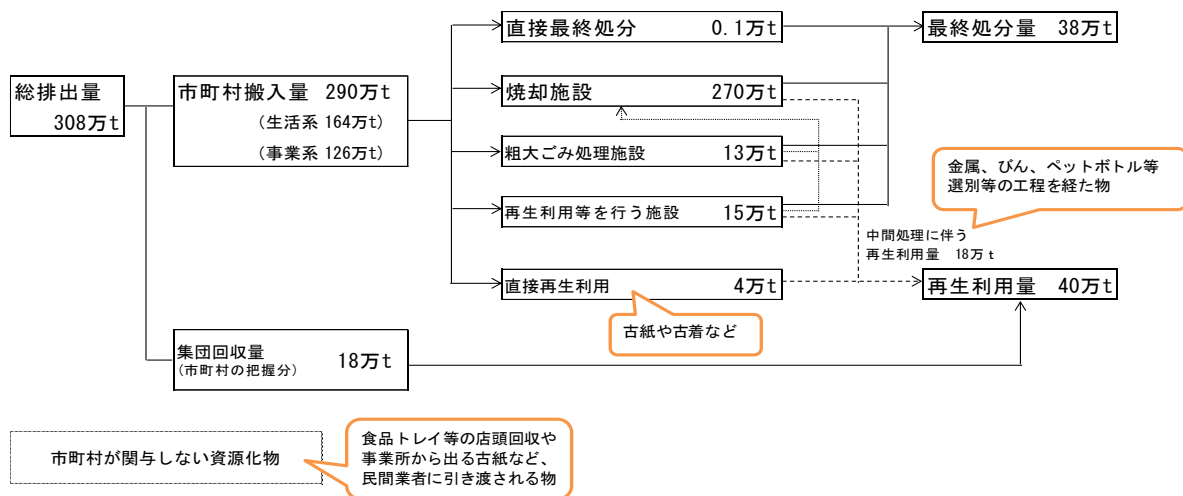 直接最終処分 0.1万t
最終処分量 38万t
総排出量
308万t
市町村搬入量 290万t
(生活系 164万t)
(事業系 126万t)
焼却施設 270万t
粗大ごみ処理施設 13万t
再生利用等を行う施設 15万t
金属、びん、ペットボトル等
選別等の工程を経た物
中間処理に伴う
再生利用量 18万t
直接再生利用 4万t
再生利用量 40万t
古紙や古着など
集団回収量
(市町村の把握分)
18万t
市町村が関与しない資源化物
食品トレイ等の店頭回収や
事業所から出る古紙など、
民間業者に引き渡される物